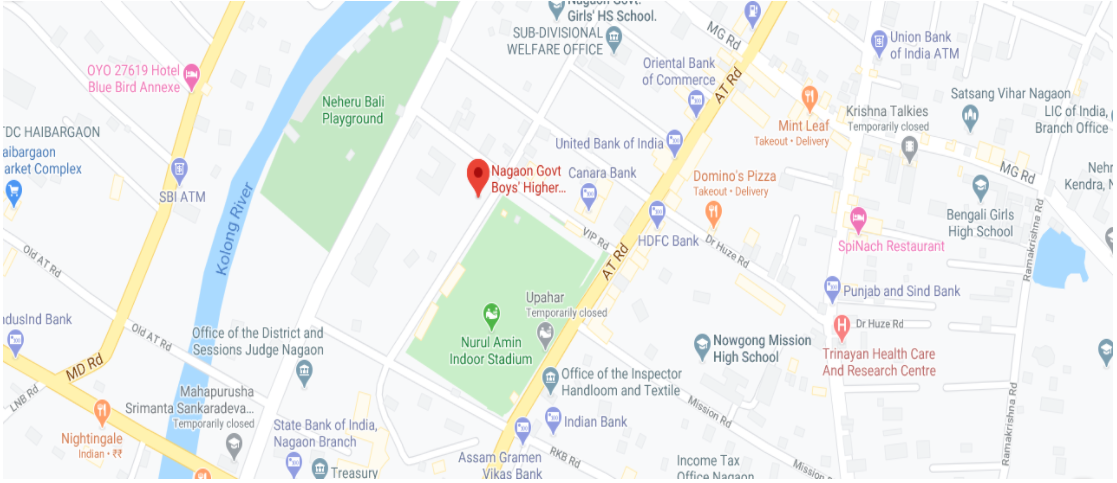 Nagaon Govt.
Girls' HS School.
SUB-DIVISIONAL
WELFARE OFFICE
MG Rd
Union Bank
of India ATM
OYO 27619 Hotel
Blue Bird Annexe
Oriental Bank
of Commerce
AT Rd
Neheru Bali
Playground
Mint Leaf
Takeout • Delivery
Krishna Talkies
Temporarily closed
Satsang Vihar Nagaon
LIC of India,
Branch Office
TDC HAIBARGAON
aibargaon
arket Complex
United Bank of India
Nagaon Govt
Boys' Higher...
Canara Bank
Domino's Pizza
Takeout • Delivery
MG Rd
Nehr
Kendra, N
SBI ATM
Kolong River
Bengali Girls
High School
Ramakrishna Rd
VIP Rd
HDFC Bank
Dr Huze Rd
SpiNach Restaurant
Old AT Rd
AT Rd
Punjab and Sind Bank
Upahar
Temporarily closed
ndusInd Bank
Old AT Rd
Office of the District and
Sessions Judge Nagaon
Nurul Amin
Indoor Stadium
Nowgong Mission
High School
Dr Huze Rd
Trinayan Health Care
And Research Centre
MD Rd
Office of the Inspector
Handloom and Textile
LNB Rd
Mahapurusha
Srimanta Sankaradeva...
Temporarily closed
Ramakrishna Rd
Mission Rd
Nightingale
Indian • ₹₹
State Bank of India,
Nagaon Branch
Indian Bank
Assam Gramen
Vikas Bank
RKB Rd
Income Tax
Office Nagaon
Mission Rd
Treasury